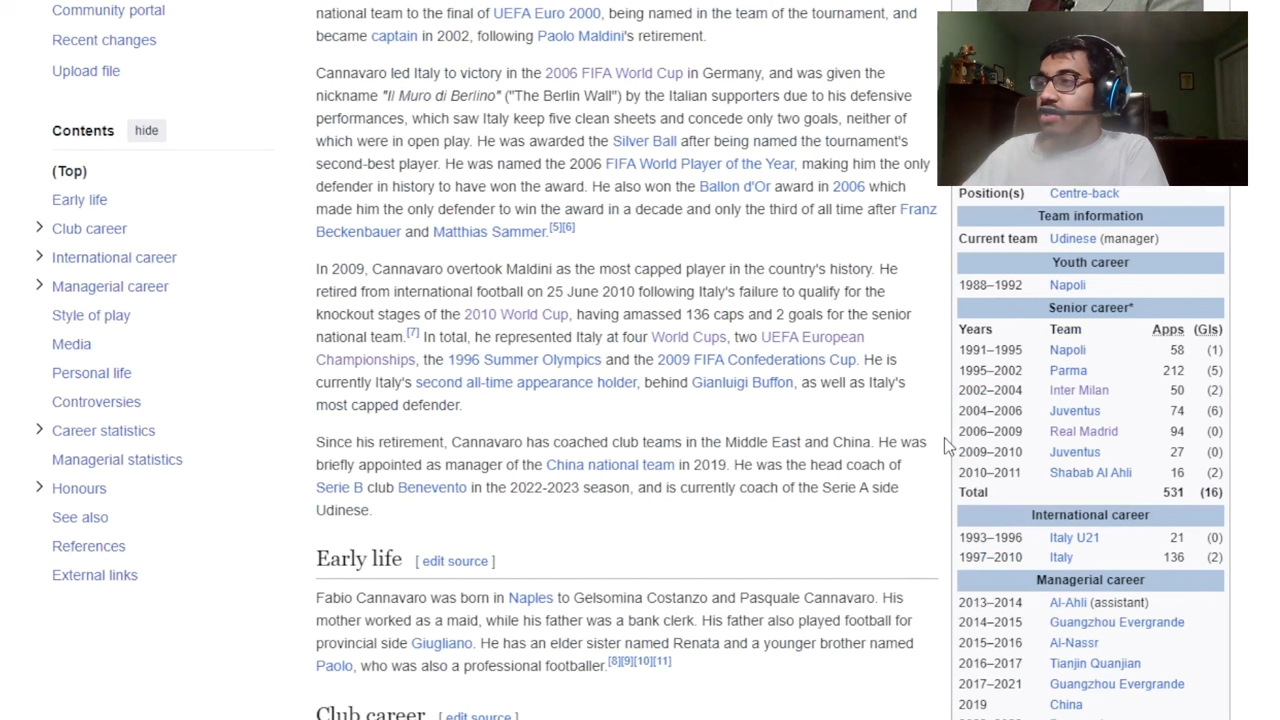 Community portal
Recent changes
Upload file
Contents hide
(Top)
Early life
Club career
International career
Managerial career
Style of play
Media
Personal life
Controversies
Career statistics
Managerial statistics
Honours
See also
References
External links
national team to the final of UEFA Euro 2000, being named in the team of the tournament, and
became captain in 2002, following Paolo Maldini's retirement.
Cannavaro led Italy to victory in the 2006 FIFA World Cup in Germany, and was given the
nickname "Il Muro di Berlino" ("The Berlin Wall") by the Italian supporters due to his defensive
performances, which saw Italy keep five clean sheets and concede only two goals, neither of
which were in open play. He was awarded the Silver Ball after being named the tournament's
second-best player. He was named the 2006 FIFA World Player of the Year, making him the only
defender in history to have won the award. He also won the Ballon d'Or award in 2006 which
made him the only defender to win the award in a decade and only the third of all time after Franz
Beckenbauer and Matthias Sammer.[5][6]
In 2009, Cannavaro overtook Maldini as the most capped player in the country's history. He
retired from international football on 25 June 2010 following Italy's failure to qualify for the
knockout stages of the 2010 World Cup, having amassed 136 caps and 2 goals for the senior
national team.[7] In total, he represented Italy at four World Cups, two UEFA European
Championships, the 1996 Summer Olympics and the 2009 FIFA Confederations Cup. He is
currently Italy's second all-time appearance holder, behind Gianluigi Buffon, as well as Italy's
most capped defender.
Since his retirement, Cannavaro has coached club teams in the Middle East and China. He was
briefly appointed as manager of the China national team in 2019. He was the head coach of
Serie B club Benevento in the 2022-2023 season, and is currently coach of the Serie A side
Udinese.
Early life [ edit source ]
Fabio Cannavaro was born in Naples to Gelsomina Costanzo and Pasquale Cannavaro. His
mother worked as a maid, while his father was a bank clerk. His father also played football for
provincial side Giugliano. He has an elder sister named Renata and a younger brother named
Paolo, who was also a professional footballer.[8][9][10][11]
Club career [ edit source ]
Position(s) Centre-back
Team information
Current team Udinese (manager)
Youth career
1988–1992 Napoli
Senior career*
Years Team Apps (Gls)
1991–1995 Napoli 58 (1)
1995–2002 Parma 212 (5)
2002–2004 Inter Milan 50 (2)
2004–2006 Juventus 74 (6)
2006–2009 Real Madrid 94 (0)
2009–2010 Juventus 27 (0)
2010–2011 Shabab Al Ahli 16 (2)
Total 531 (16)
International career
1993–1996 Italy U21 21 (0)
1997–2010 Italy 136 (2)
Managerial career
2013–2014 Al-Ahli (assistant)
2014–2015 Guangzhou Evergrande
2015–2016 Al-Nassr
2016–2017 Tianjin Quanjian
2017–2021 Guangzhou Evergrande
2019 China